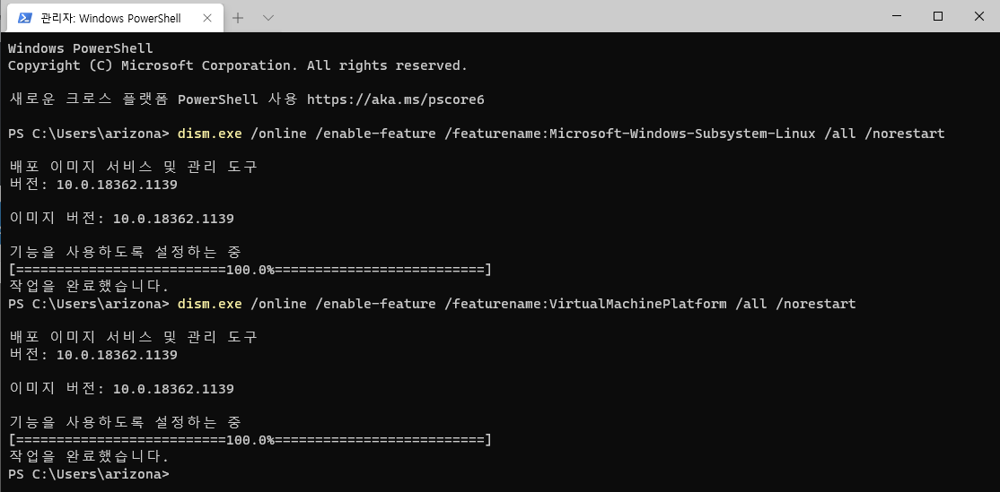 관리자: Windows PowerShell
Windows PowerShell
Copyright (C) Microsoft Corporation. All rights reserved.
새로운 크로스 플랫폼 PowerShell 사용 https://aka.ms/pscore6
PS C:\Users\arizona> dism.exe /online /enable-feature /featurename:Microsoft-Windows-Subsystem-Linux /all /norestart
배포 이미지 서비스 및 관리 도구
버전: 10.0.18362.1139
이미지 버전: 10.0.18362.1139
기능을 사용하도록 설정하는 중
[==========================100.0%==========================]
작업을 완료했습니다.
PS C:\Users\arizona> dism.exe /online /enable-feature /featurename:VirtualMachinePlatform /all /norestart
배포 이미지 서비스 및 관리 도구
버전: 10.0.18362.1139
이미지 버전: 10.0.18362.1139
기능을 사용하도록 설정하는 중
[==========================100.0%==========================]
작업을 완료했습니다.
PS C:\Users\arizona>